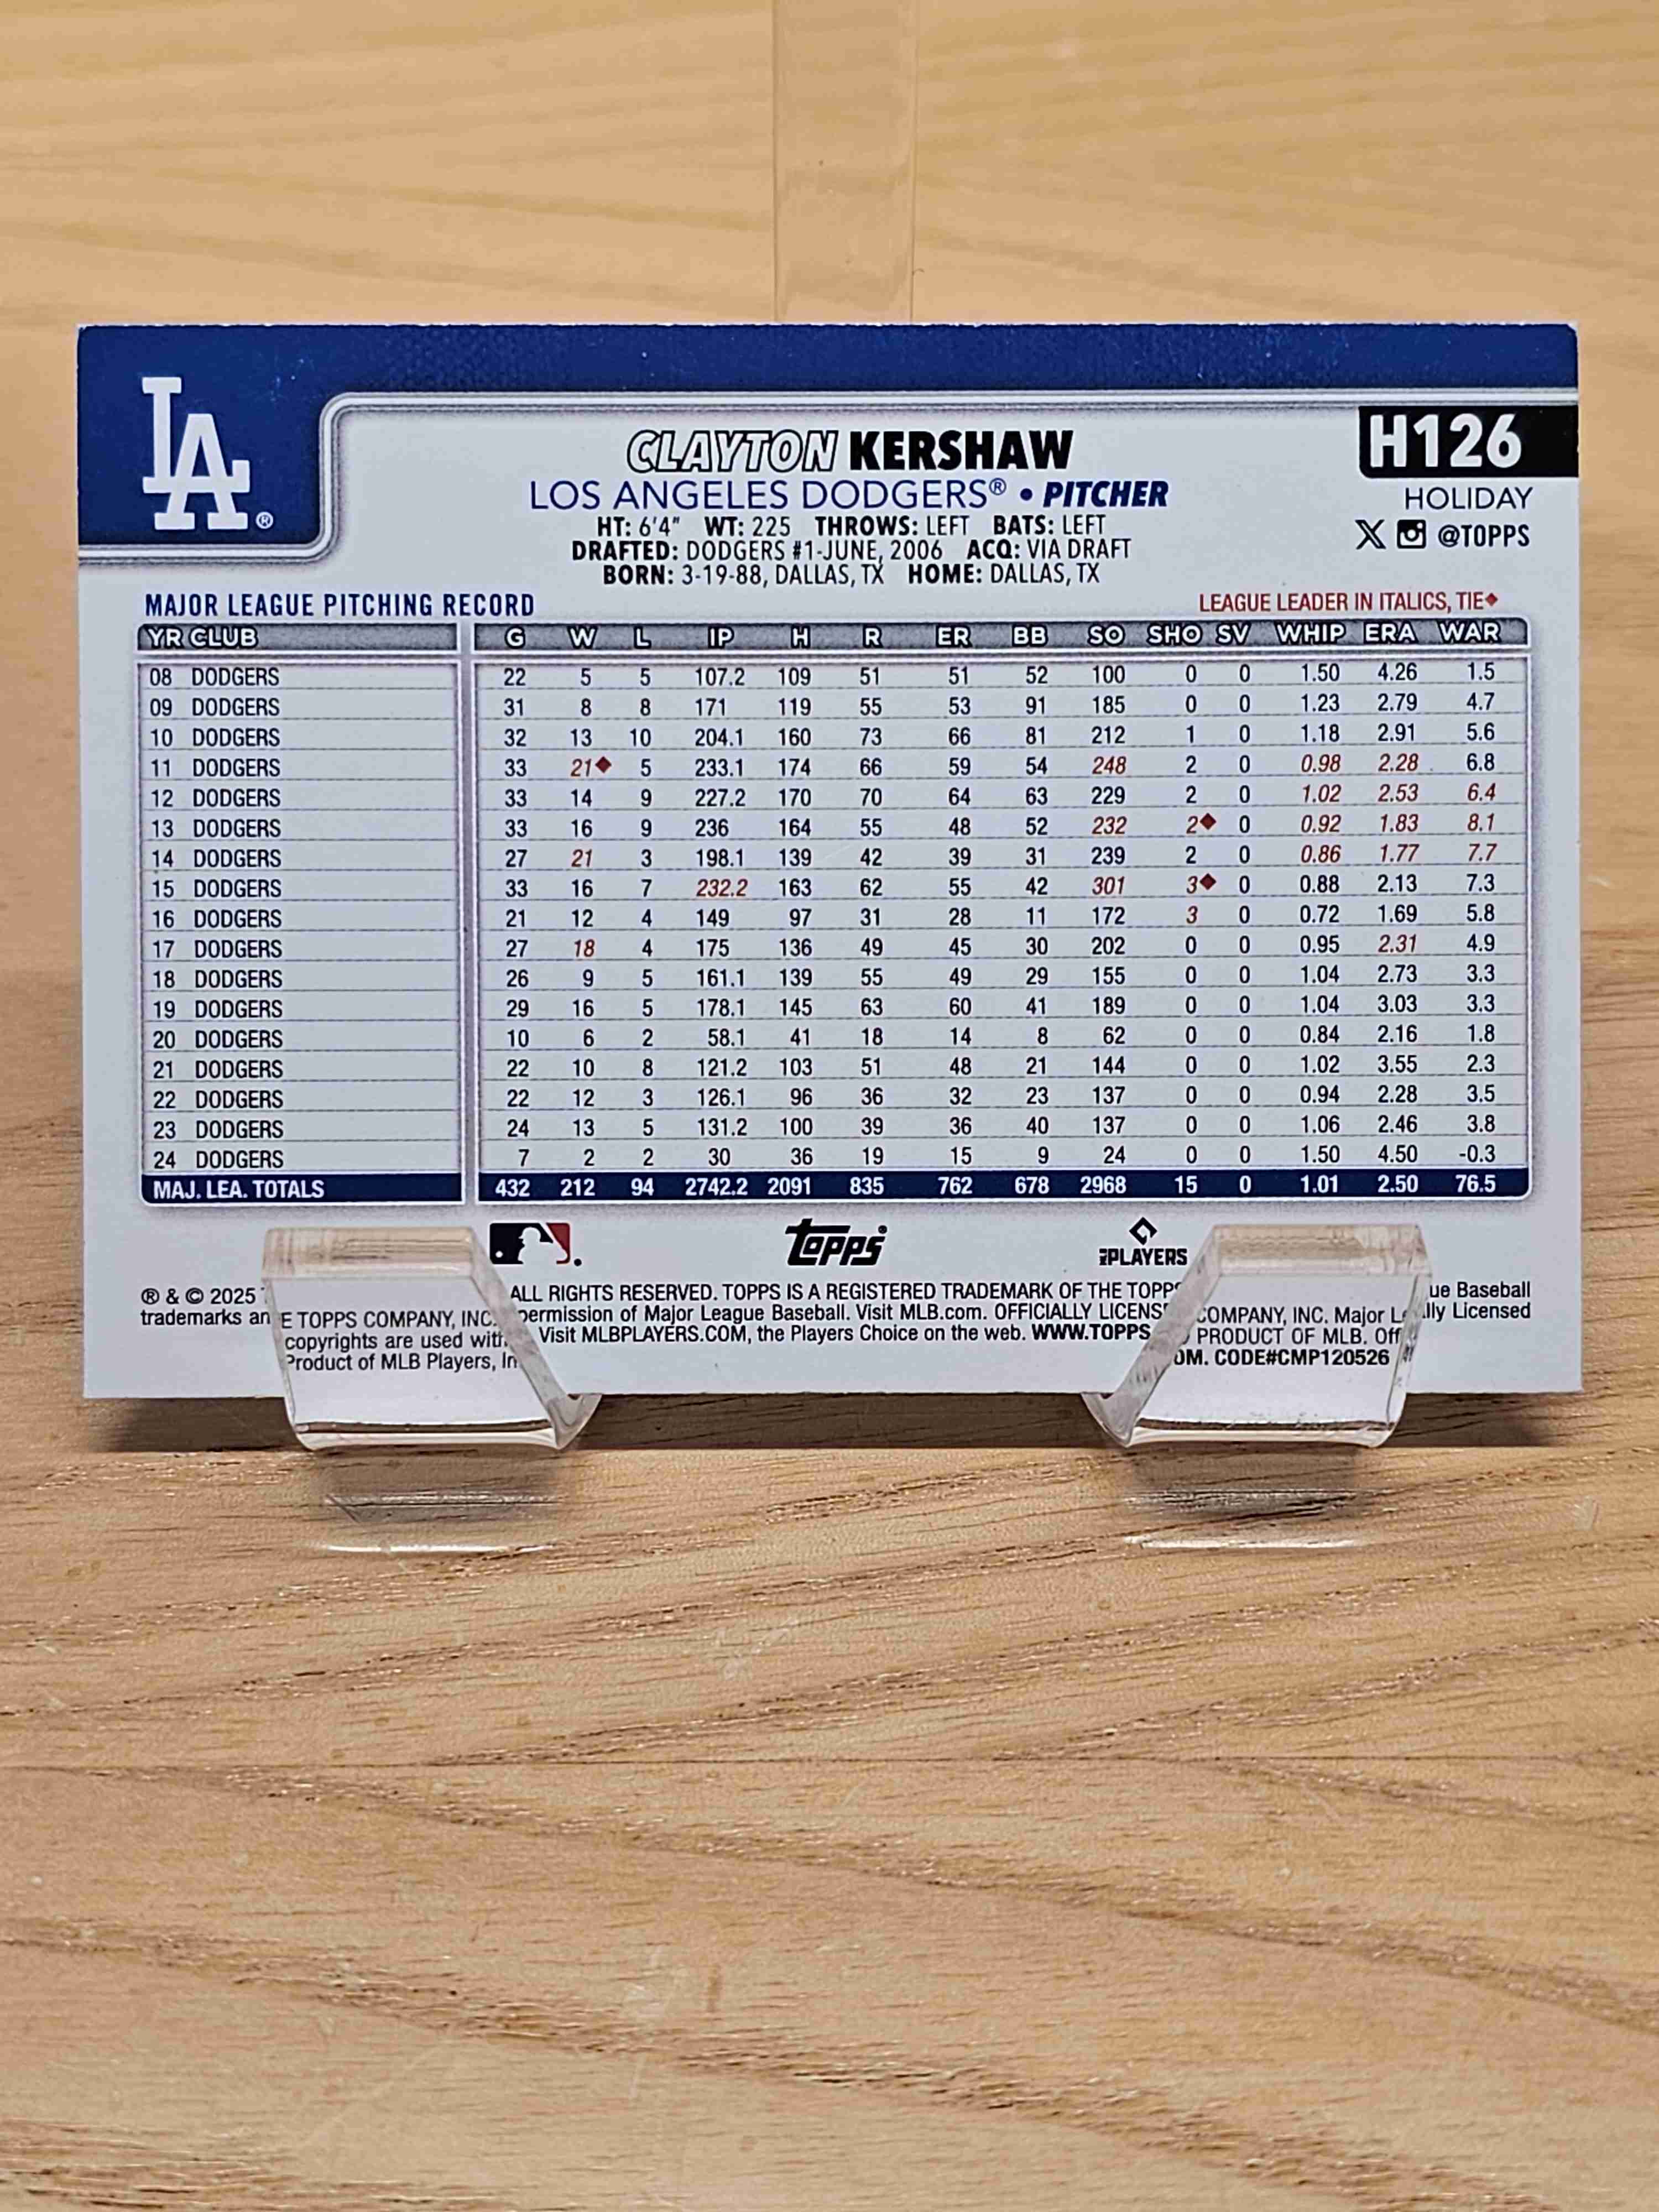 LA®
CLAYTON KERSHAW
H126
LOS ANGELES DODGERS® • PITCHER
HOLIDAY
HT: 6'4" WT: 225 THROWS: LEFT BATS: LEFT
X @TOPPS
DRAFTED: DODGERS #1-JUNE, 2006 ACQ: VIA DRAFT
BORN: 3-19-88, DALLAS, TX HOME: DALLAS, TX
MAJOR LEAGUE PITCHING RECORD LEAGUE LEADER IN ITALICS, TIE♦
YR CLUB G W L IP H R ER BB SO SHO SV WHIP ERA WAR
08 DODGERS 22 5 5 107.2 109 51 51 52 100 0 0 1.50 4.26 1.5
09 DODGERS 31 8 8 171 119 55 53 91 185 0 0 1.23 2.79 4.7
10 DODGERS 32 13 10 204.1 160 73 66 81 212 1 0 1.18 2.91 5.6
11 DODGERS 33 21♦ 5 233.1 174 66 59 54 248 2 0 0.98 2.28 6.8
12 DODGERS 33 14 9 227.2 170 70 64 63 229 2 0 1.02 2.53 6.4
13 DODGERS 33 16 9 236 164 55 48 52 232 2♦ 0 0.92 1.83 8.1
14 DODGERS 27 21 3 198.1 139 42 39 31 239 2 0 0.86 1.77 7.7
15 DODGERS 33 16 7 232.2 163 62 55 42 301 3♦ 0 0.88 2.13 7.3
16 DODGERS 21 12 4 149 97 31 28 11 172 3 0 0.72 1.69 5.8
17 DODGERS 27 18 4 175 136 49 45 30 202 0 0 0.95 2.31 4.9
18 DODGERS 26 9 5 161.1 139 55 49 29 155 0 0 1.04 2.73 3.3
19 DODGERS 29 16 5 178.1 145 63 60 41 189 0 0 1.04 3.03 3.3
20 DODGERS 10 6 2 58.1 41 18 14 8 62 0 0 0.84 2.16 1.8
21 DODGERS 22 10 8 121.2 103 51 48 21 144 0 0 1.02 3.55 2.3
22 DODGERS 22 12 3 126.1 96 36 32 23 137 0 0 0.94 2.28 3.5
23 DODGERS 24 13 5 131.2 100 39 36 40 137 0 0 1.06 2.46 3.8
24 DODGERS 7 2 2 30 36 19 15 9 24 0 0 1.50 4.50 -0.3
MAJ. LEA. TOTALS 432 212 94 2742.2 2091 835 762 678 2968 15 0 1.01 2.50 76.5
Topps® PLAYERS
® & © 2025 E TOPPS COMPANY, INC. ALL RIGHTS RESERVED. TOPPS IS A REGISTERED TRADEMARK OF THE TOPPS COMPANY, INC. Major League Baseball
trademarks an copyrights are used with permission of Major League Baseball. Visit MLB.com. OFFICIALLY LICENS PRODUCT OF MLB. Officially Licensed
Product of MLB Players, In Visit MLBPLAYERS.COM, the Players Choice on the web. WWW.TOPPS OM. CODE#CMP120526